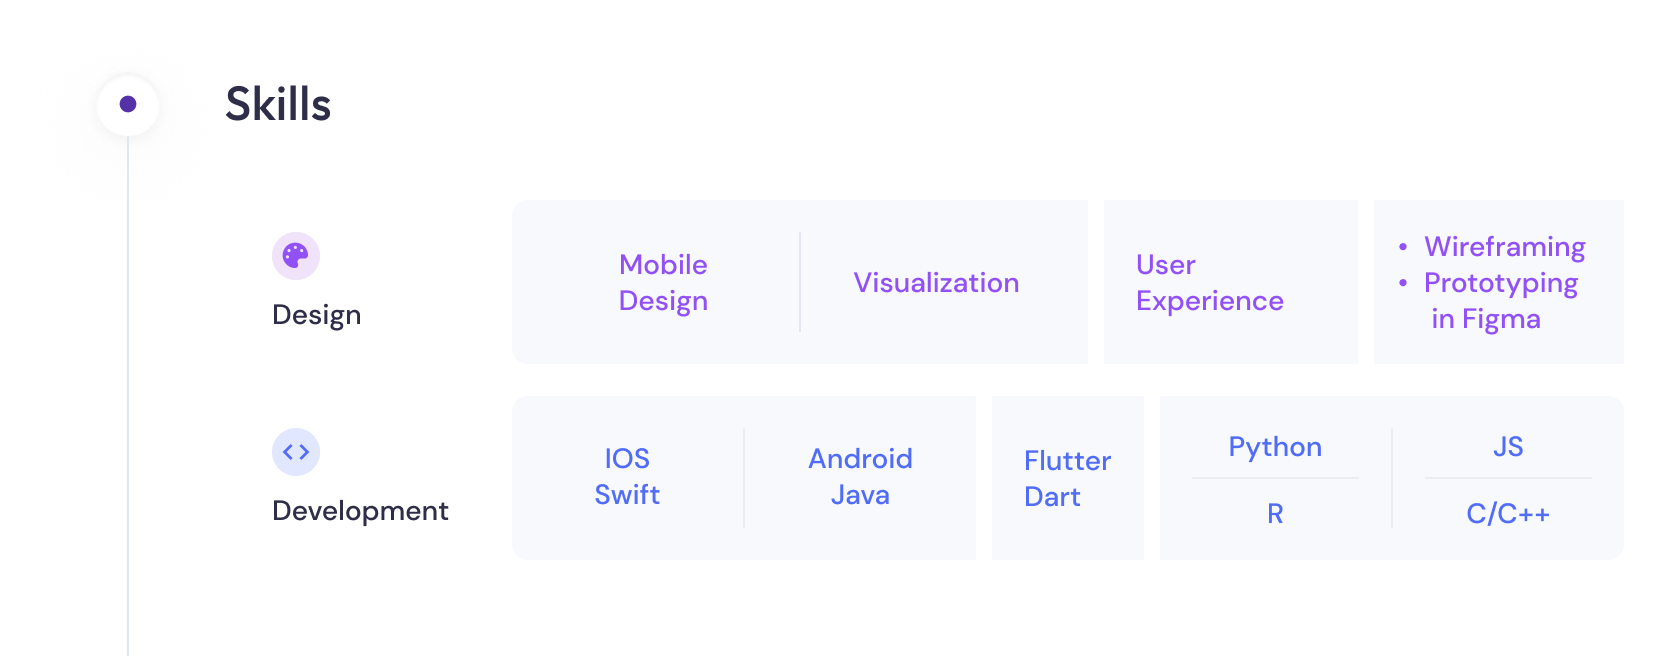 Skills
Design
Mobile
Design
Visualization
User
Experience
• Wireframing
• Prototyping
in Figma
Development
IOS
Swift
Android
Java
Flutter
Dart
Python
R
JS
C/C++